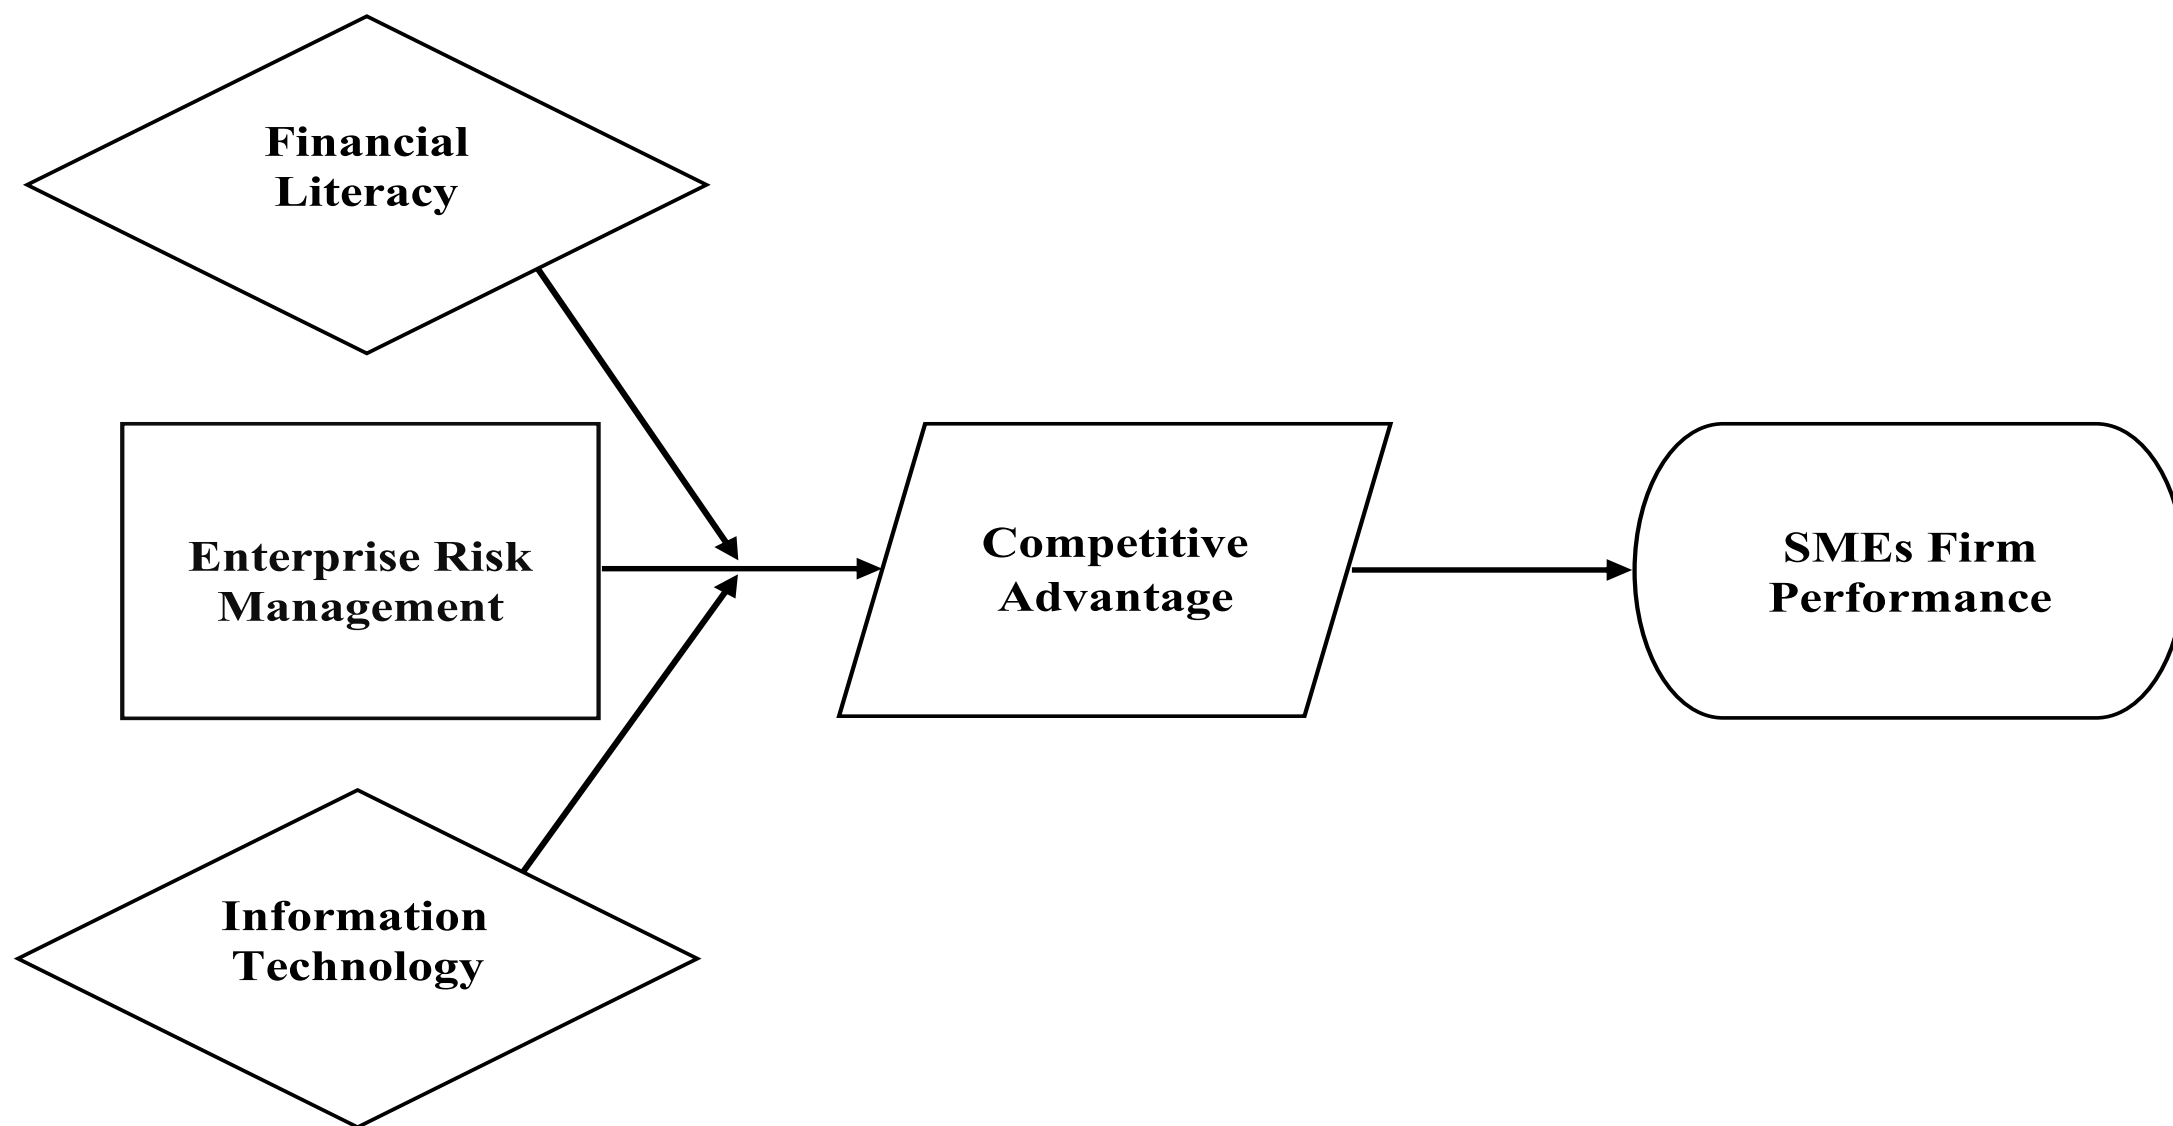 Financial
Literacy
Enterprise Risk
Management
Competitive
Advantage
SMEs Firm
Performance
Information
Technology